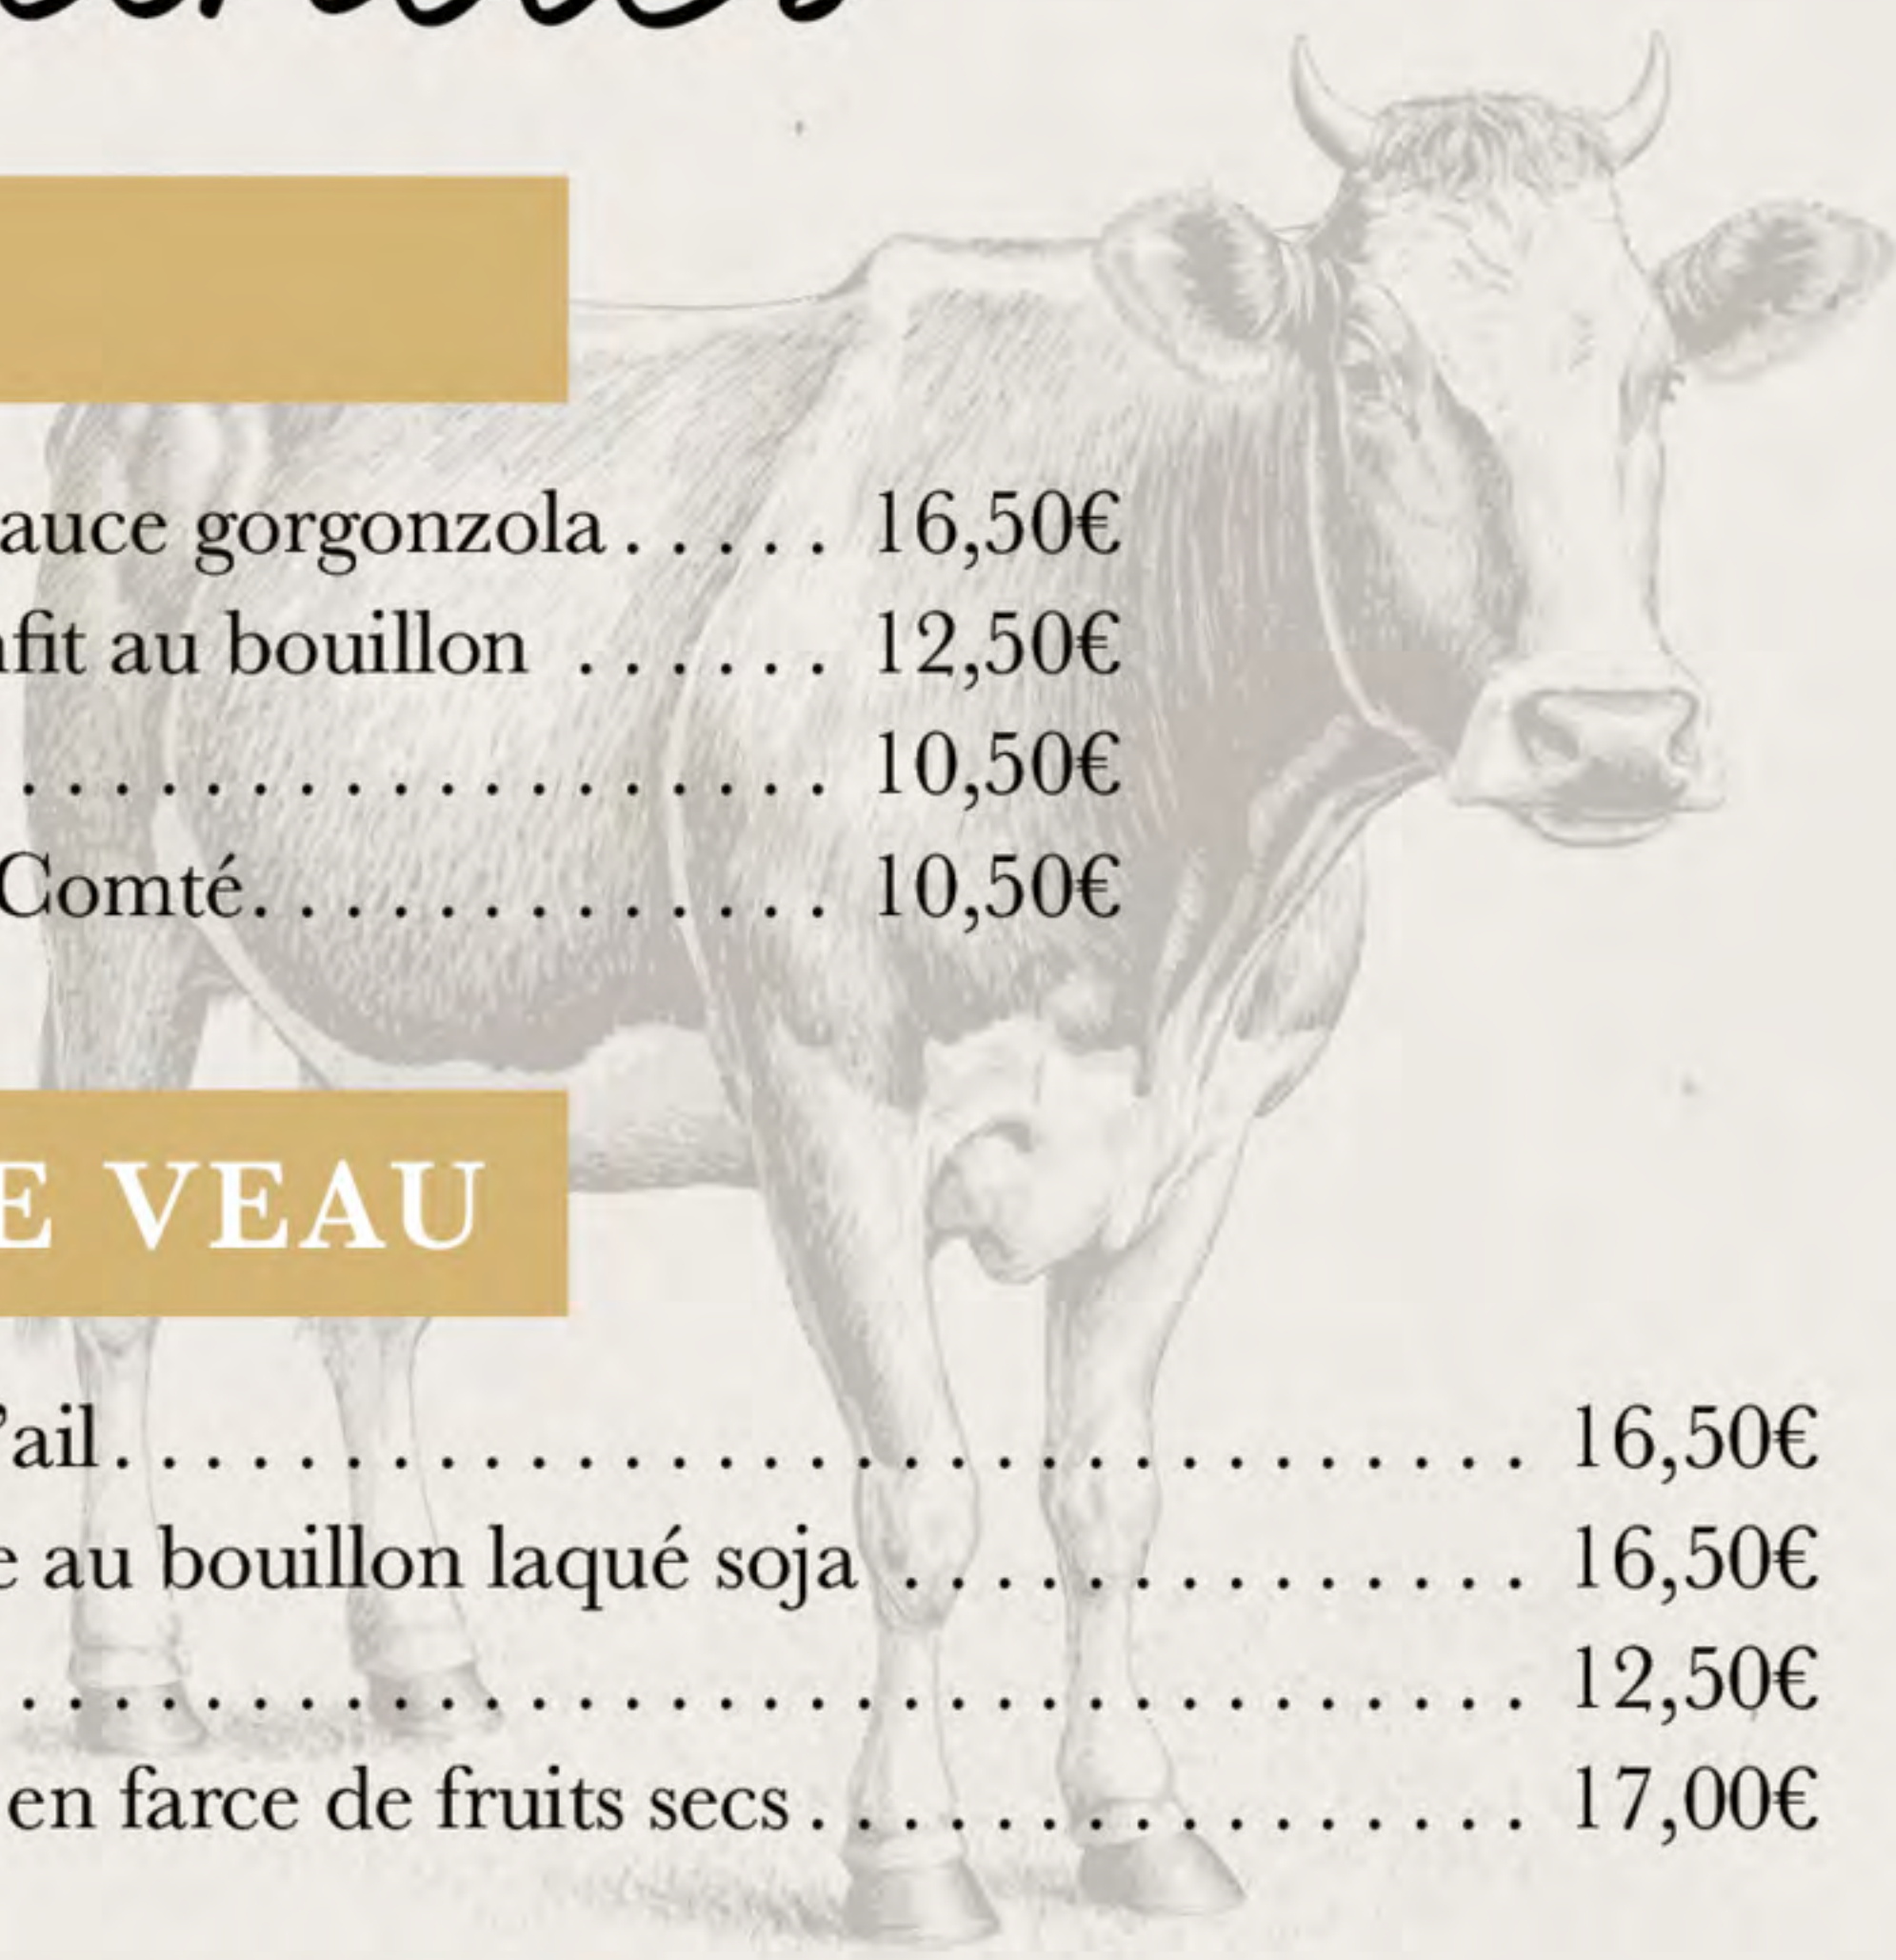 auce gorgonzola..... 16,50€
fit au bouillon ...... 12,50€
.................. 10,50€
Comté............. 10,50€
E VEAU
'ail............................... 16,50€
e au bouillon laqué soja .............. 16,50€
................................. 12,50€
en farce de fruits secs................ 17,00€